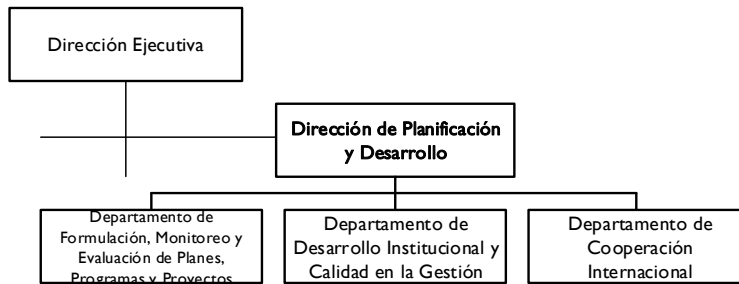 Dirección Ejecutiva
Dirección de Planificación
y Desarrollo
Departamento de
Formulación, Monitoreo y
Evaluación de Planes,
Programas y Proyectos
Departamento de
Desarrollo Institucional y
Calidad en la Gestión
Departamento de
Cooperación
Internacional